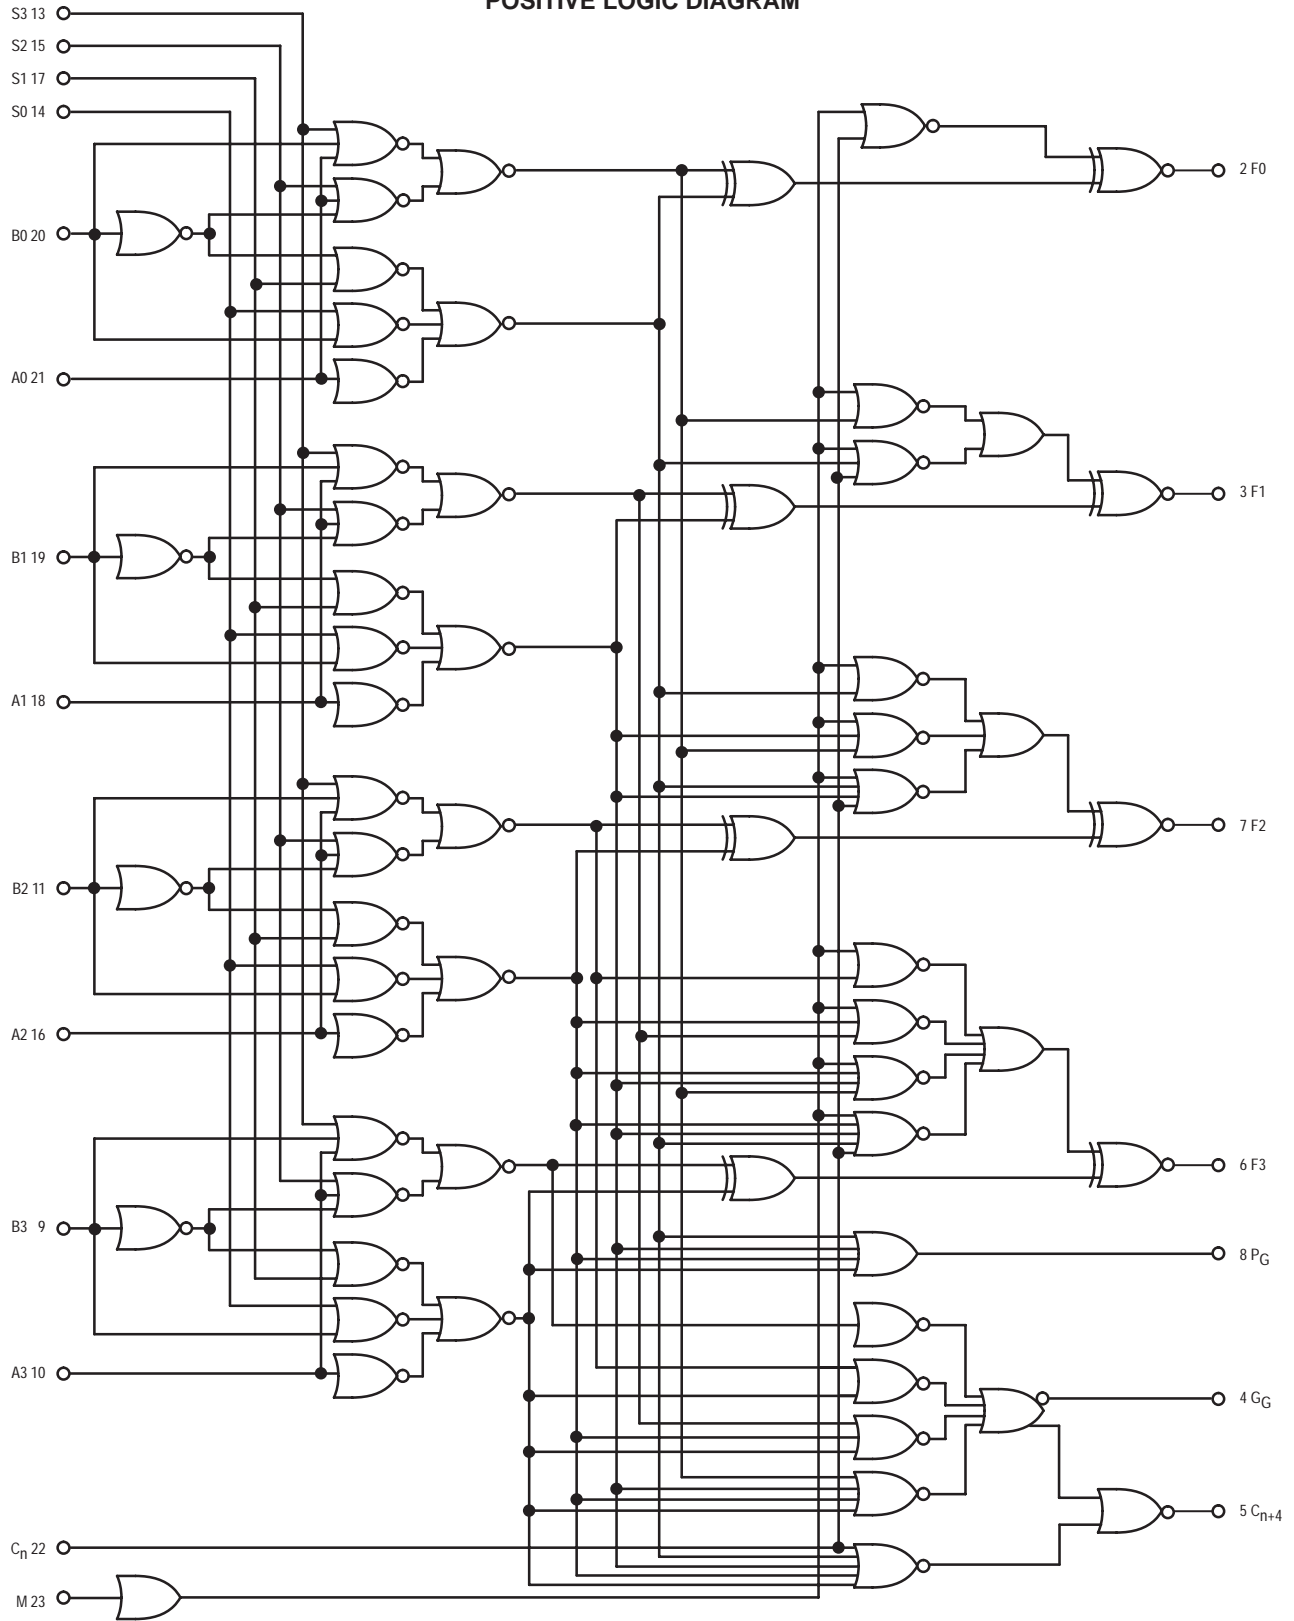 POSITIVE LOGIC DIAGRAM
S3 13
S2 15
S1 17
S0 14
2 F0
B0 20
A0 21
3 F1
B1 19
A1 18
7 F2
B2 11
A2 16
6 F3
B3 9
8 PG
A3 10
4 GG
5 Cn+4
Cn 22
M 23